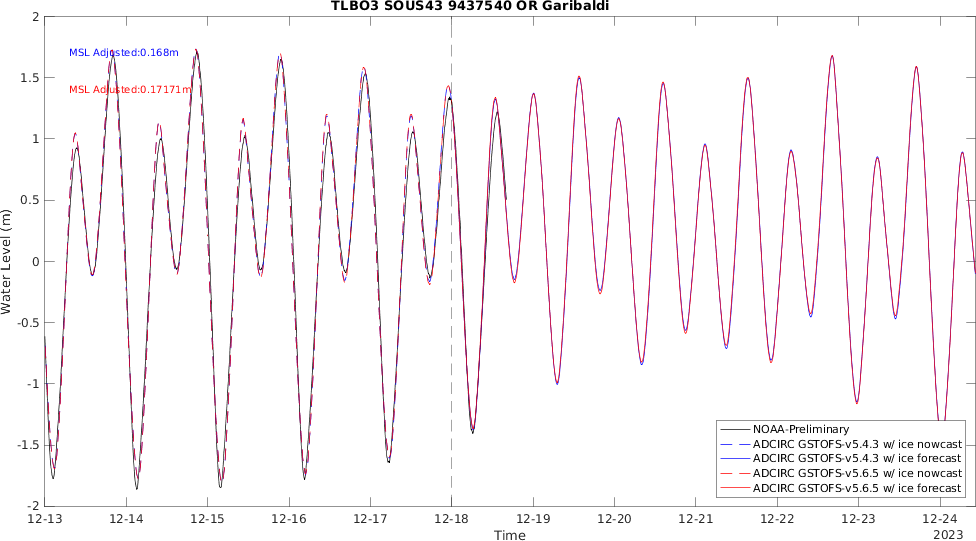 TLBO3 SOUS43 9437540 OR Garibaldi
MSL Adjusted:0.168m
MSL Adjusted:0.17171m
Water Level (m)
2
1.5
1
0.5
0
-0.5
-1
-1.5
-2
NOAA-Preliminary
ADCIRC GSTOFS-v5.4.3 w/ ice nowcast
ADCIRC GSTOFS-v5.4.3 w/ ice forecast
ADCIRC GSTOFS-v5.6.5 w/ ice nowcast
ADCIRC GSTOFS-v5.6.5 w/ ice forecast
12-13 12-14 12-15 12-16 12-17 12-18 12-19 12-20 12-21 12-22 12-23 12-24
Time
2023